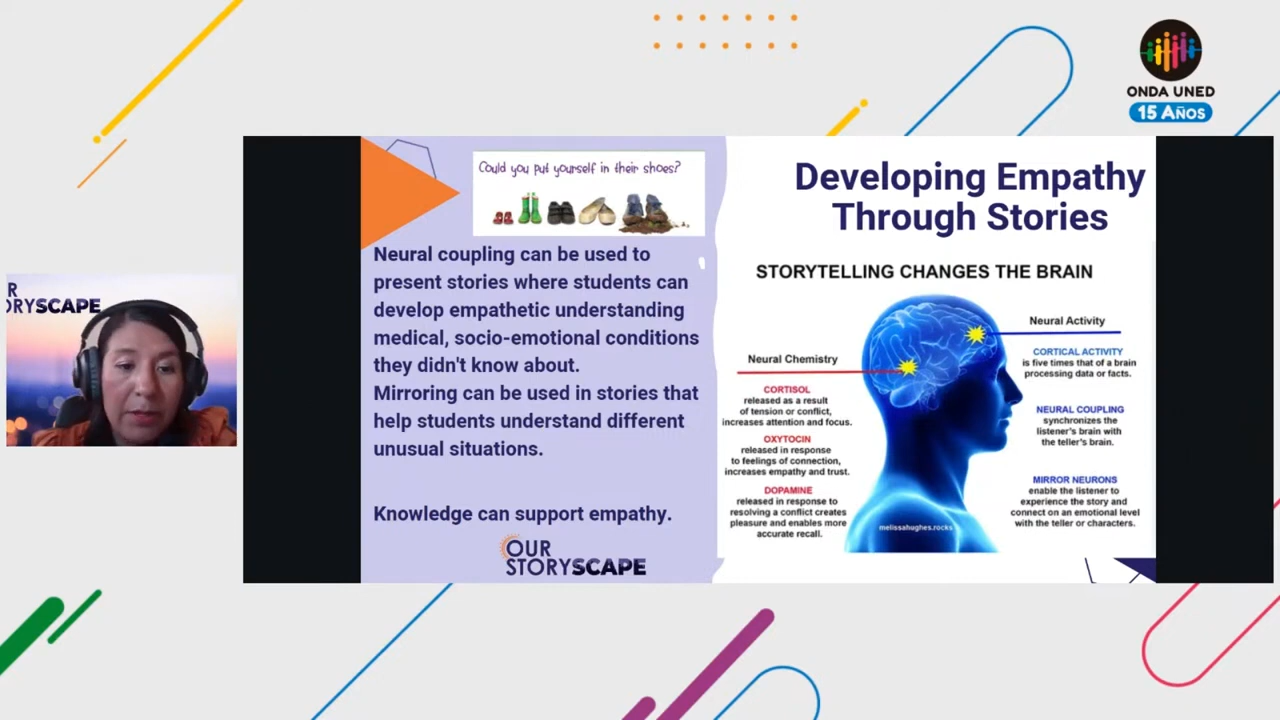 ONDA UNED
15 AÑOS
Could you put yourself in their shoes?
Neural coupling can be used to
present stories where students can
develop empathetic understanding
medical, socio-emotional conditions
they didn't know about.
Mirroring can be used in stories that
help students understand different
unusual situations.
Knowledge can support empathy.
OUR
STORYSCAPE
Developing Empathy
Through Stories
STORYTELLING CHANGES THE BRAIN
Neural Chemistry
CORTISOL
released as a result
of tension or conflict,
increases attention and focus.
OXYTOCIN
released in response
to feelings of connection,
increases empathy and trust.
DOPAMINE
released in response to
resolving a conflict creates
pleasure and enables more
accurate recall.
Neural Activity
CORTICAL ACTIVITY
is five times that of a brain
processing data or facts.
NEURAL COUPLING
synchronizes the
listener's brain with
the teller's brain.
MIRROR NEURONS
enable the listener to
experience the story and
connect on an emotional level
with the teller or characters.
melissahughes.rocks
R
ORYSCAPE